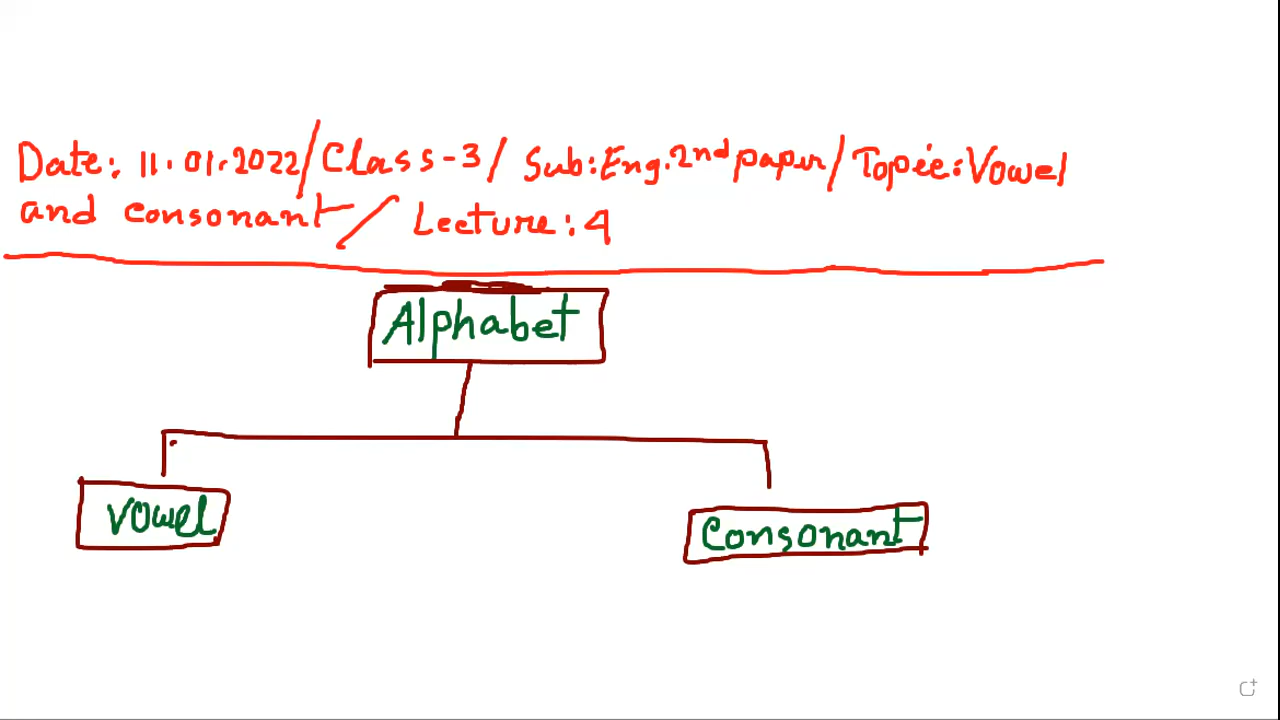 Date: 11.01.2022/Class-3/ Sub:Eng.2nd paper/Topic:Vowel
and consonant/ Lecture:4
Alphabet
Vowel
Consonant